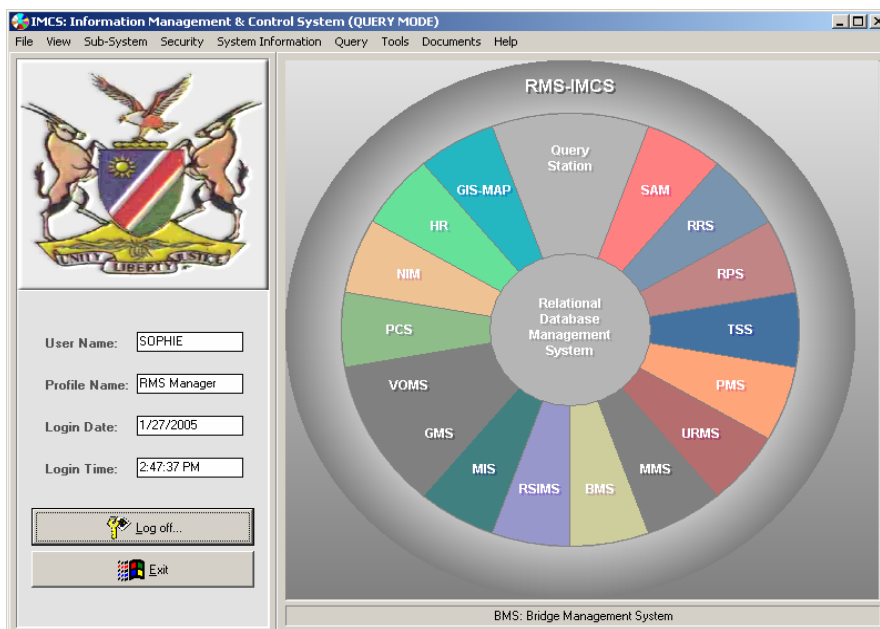 IMCS: Information Management & Control System (QUERY MODE)
File View Sub-System Security System Information Query Tools Documents Help
UNITY LIBERTY JUSTICE
User Name: SOPHIE
Profile Name: RMS Manager
Login Date: 1/27/2005
Login Time: 2:47:37 PM
Log off...
Exit
RMS-IMCS
Query
Station
SAM
RRS
RPS
TSS
PMS
URMS
MMS
BMS
RSIMS
MIS
GMS
VOMS
PCS
NIM
HR
GIS-MAP
Relational
Database
Management
System
BMS: Bridge Management System